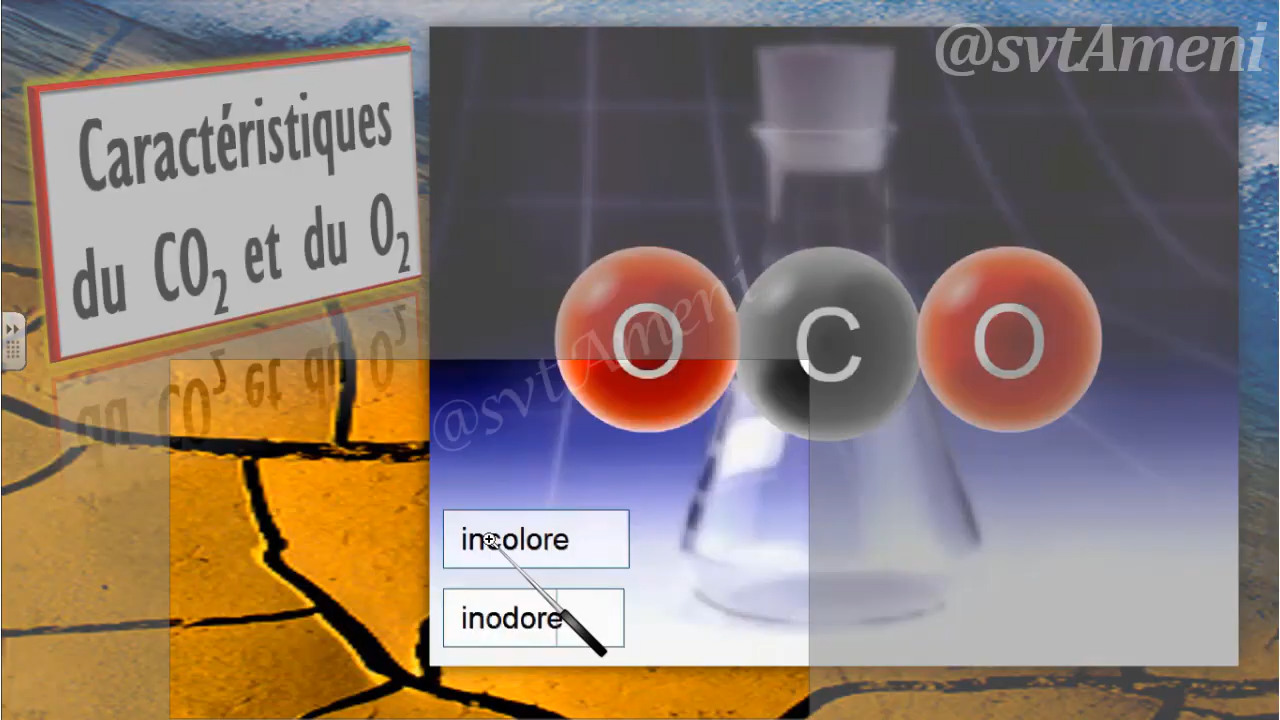 @svtAmeni
Caractéristiques
du CO₂ et du O₂
O C O
@svtAmeni
incolore
inodore